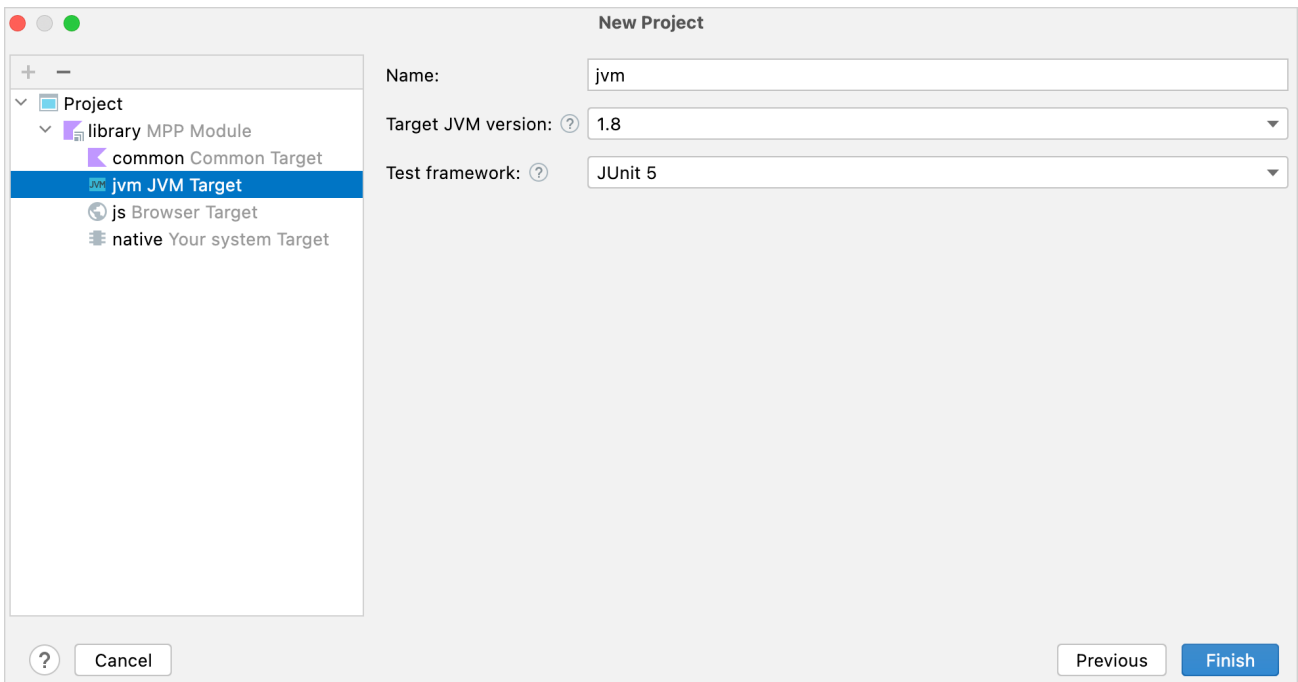 New Project
+ −
Project
library MPP Module
common Common Target
JVM jvm JVM Target
js Browser Target
native Your system Target
Name: jvm
Target JVM version: ? 1.8
Test framework: ? JUnit 5
? Cancel Previous Finish